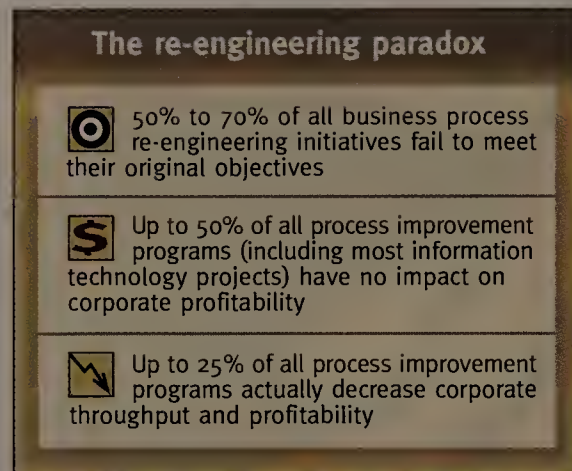 The re-engineering paradox
50% to 70% of all business process
re-engineering initiatives fail to meet
their original objectives
$ Up to 50% of all process improvement
programs (including most information
technology projects) have no impact on
corporate profitability
Up to 25% of all process improvement
programs actually decrease corporate
throughput and profitability